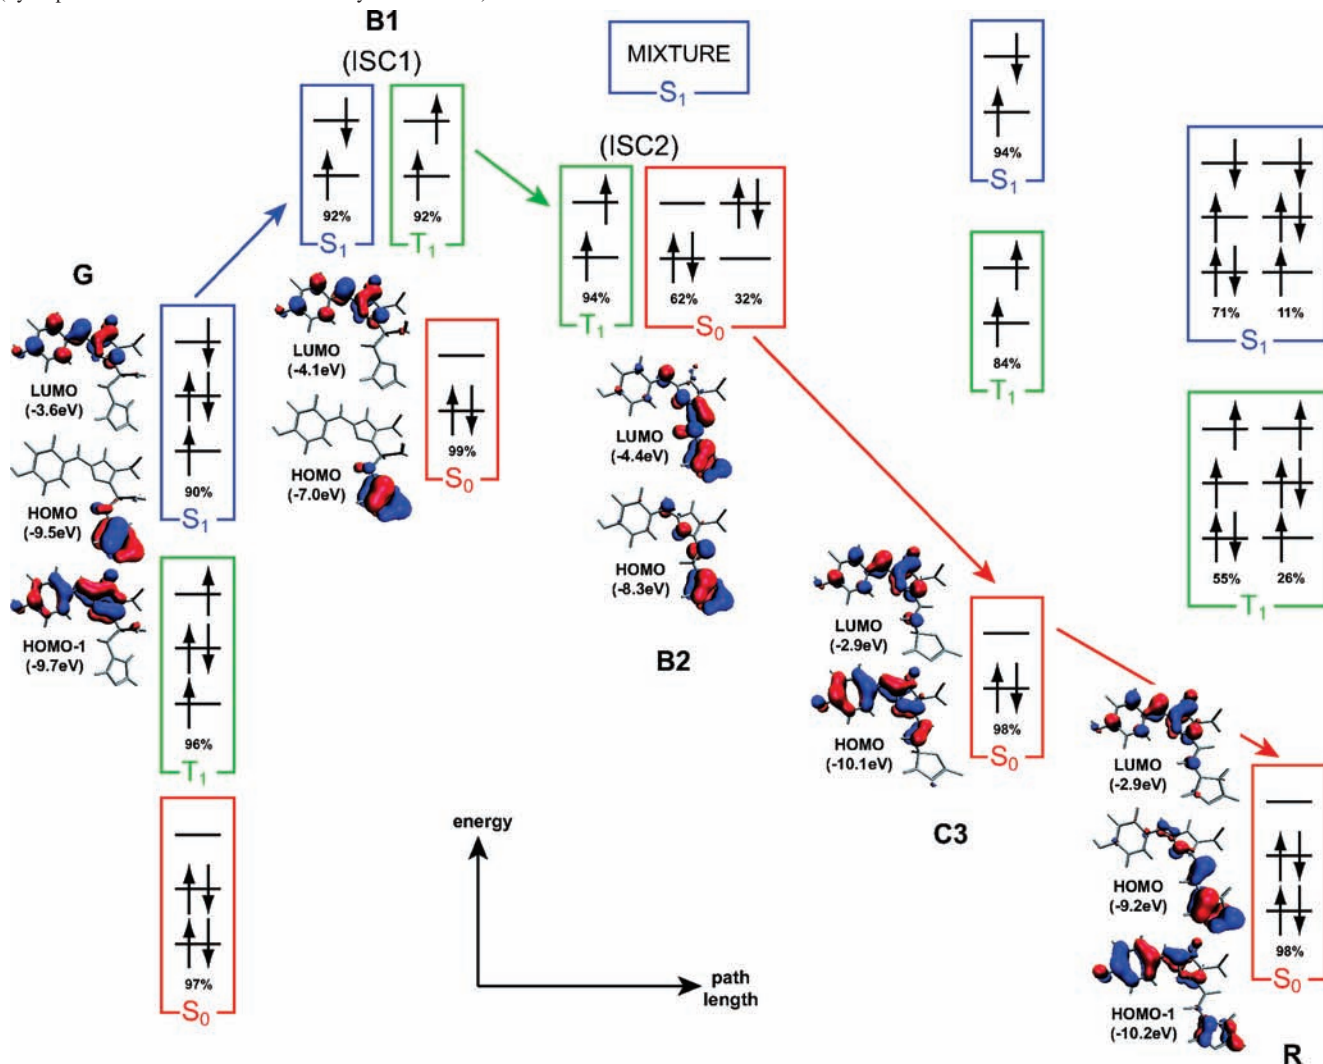 B1
(ISC1)
92%
S1
92%
T1
LUMO
(-4.1eV)
HOMO
(-7.0eV)
99%
S0
MIXTURE
S1
(ISC2)
94%
T1
62%
32%
S0
LUMO
(-4.4eV)
HOMO
(-8.3eV)
B2
G
LUMO
(-3.6eV)
HOMO
(-9.5eV)
HOMO-1
(-9.7eV)
90%
S1
96%
T1
97%
S0
energy
path
length
94%
S1
84%
T1
LUMO
(-2.9eV)
HOMO
(-10.1eV)
98%
S0
C3
71%
11%
S1
55%
26%
T1
LUMO
(-2.9eV)
HOMO
(-9.2eV)
HOMO-1
(-10.2eV)
98%
S0
R